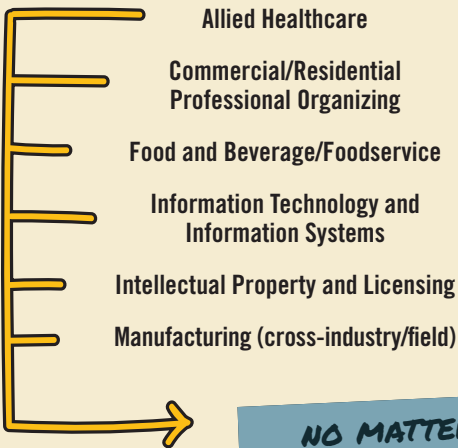 Allied Healthcare
Commercial/Residential
Professional Organizing
Food and Beverage/Foodservice
Information Technology and
Information Systems
Intellectual Property and Licensing
Manufacturing (cross-industry/field)
NO